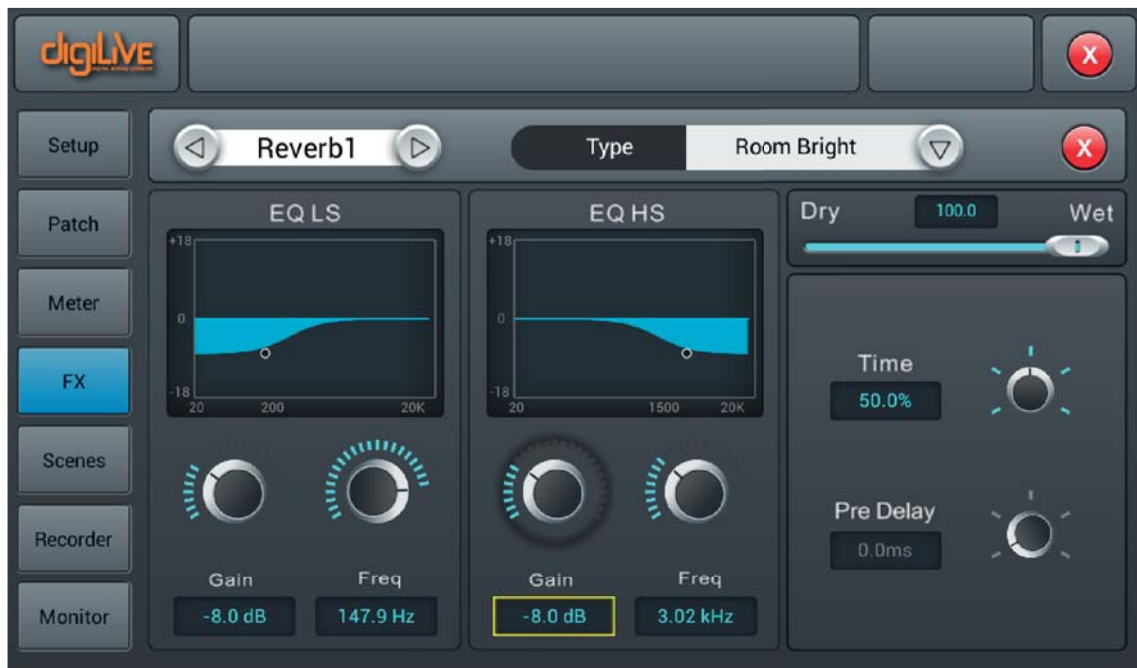 digiLiVE
Reverb1
Type
Room Bright
X
X
Setup
Patch
Meter
FX
Scenes
Recorder
Monitor
EQ LS
+18
0
-18
20 200 20K
Gain Freq
-8.0 dB 147.9 Hz
EQ HS
+18
0
-18
20 1500 20K
Gain Freq
-8.0 dB 3.02 kHz
Dry 100.0 Wet
Time
50.0%
Pre Delay
0.0ms